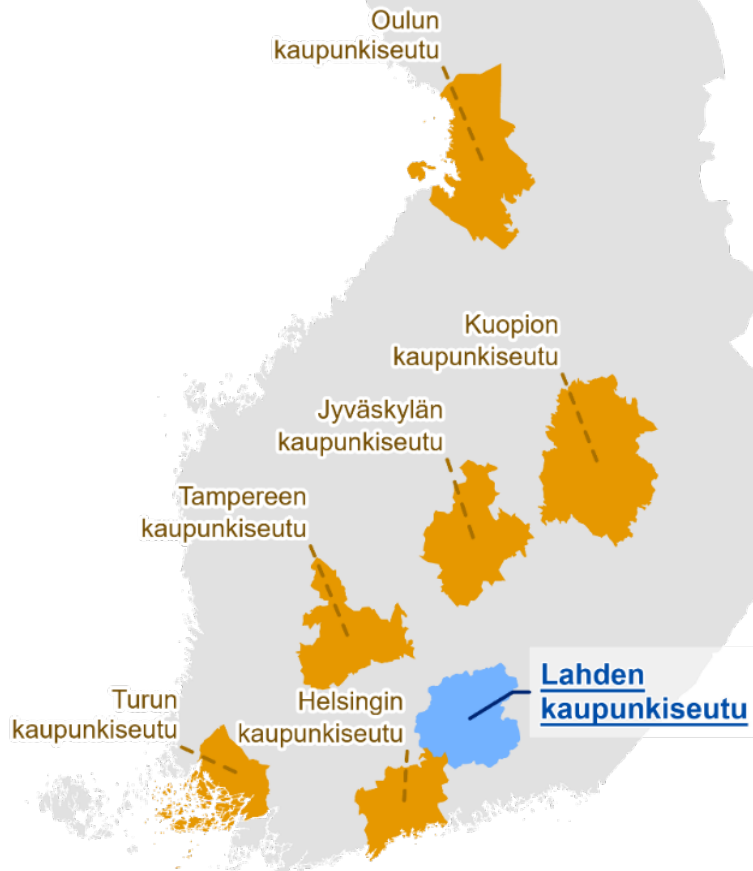 Oulun
kaupunkiseutu
Kuopion
kaupunkiseutu
Jyväskylän
kaupunkiseutu
Tampereen
kaupunkiseutu
Lahden
kaupunkiseutu
Turun
kaupunkiseutu
Helsingin
kaupunkiseutu